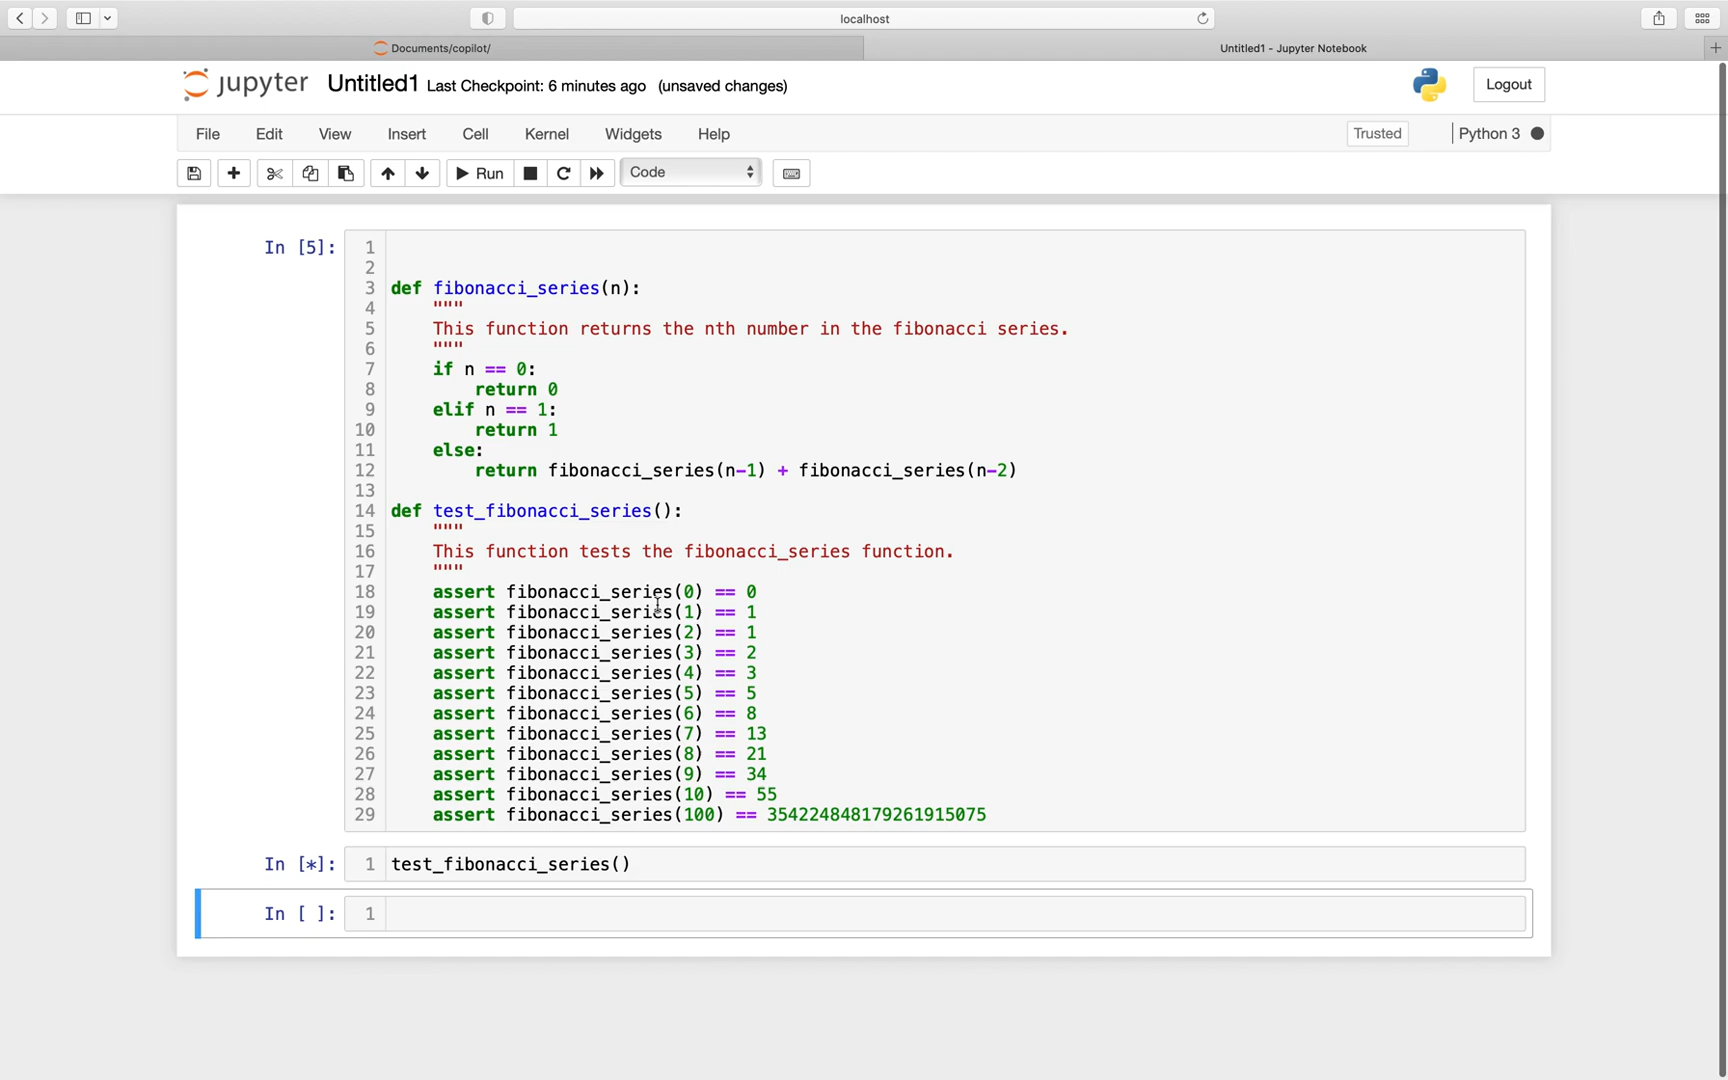 localhost
Documents/copilot/
Untitled1 - Jupyter Notebook
jupyter Untitled1 Last Checkpoint: 6 minutes ago (unsaved changes)
Logout
File Edit View Insert Cell Kernel Widgets Help
Trusted
Python 3
Run
Code
In [5]:
1
2
3 def fibonacci_series(n):
4 """
5 This function returns the nth number in the fibonacci series.
6 """
7 if n == 0:
8 return 0
9 elif n == 1:
10 return 1
11 else:
12 return fibonacci_series(n-1) + fibonacci_series(n-2)
13
14 def test_fibonacci_series():
15 """
16 This function tests the fibonacci_series function.
17 """
18 assert fibonacci_series(0) == 0
19 assert fibonacci_series(1) == 1
20 assert fibonacci_series(2) == 1
21 assert fibonacci_series(3) == 2
22 assert fibonacci_series(4) == 3
23 assert fibonacci_series(5) == 5
24 assert fibonacci_series(6) == 8
25 assert fibonacci_series(7) == 13
26 assert fibonacci_series(8) == 21
27 assert fibonacci_series(9) == 34
28 assert fibonacci_series(10) == 55
29 assert fibonacci_series(100) == 354224848179261915075
In [*]: 1 test_fibonacci_series()
In [ ]: 1